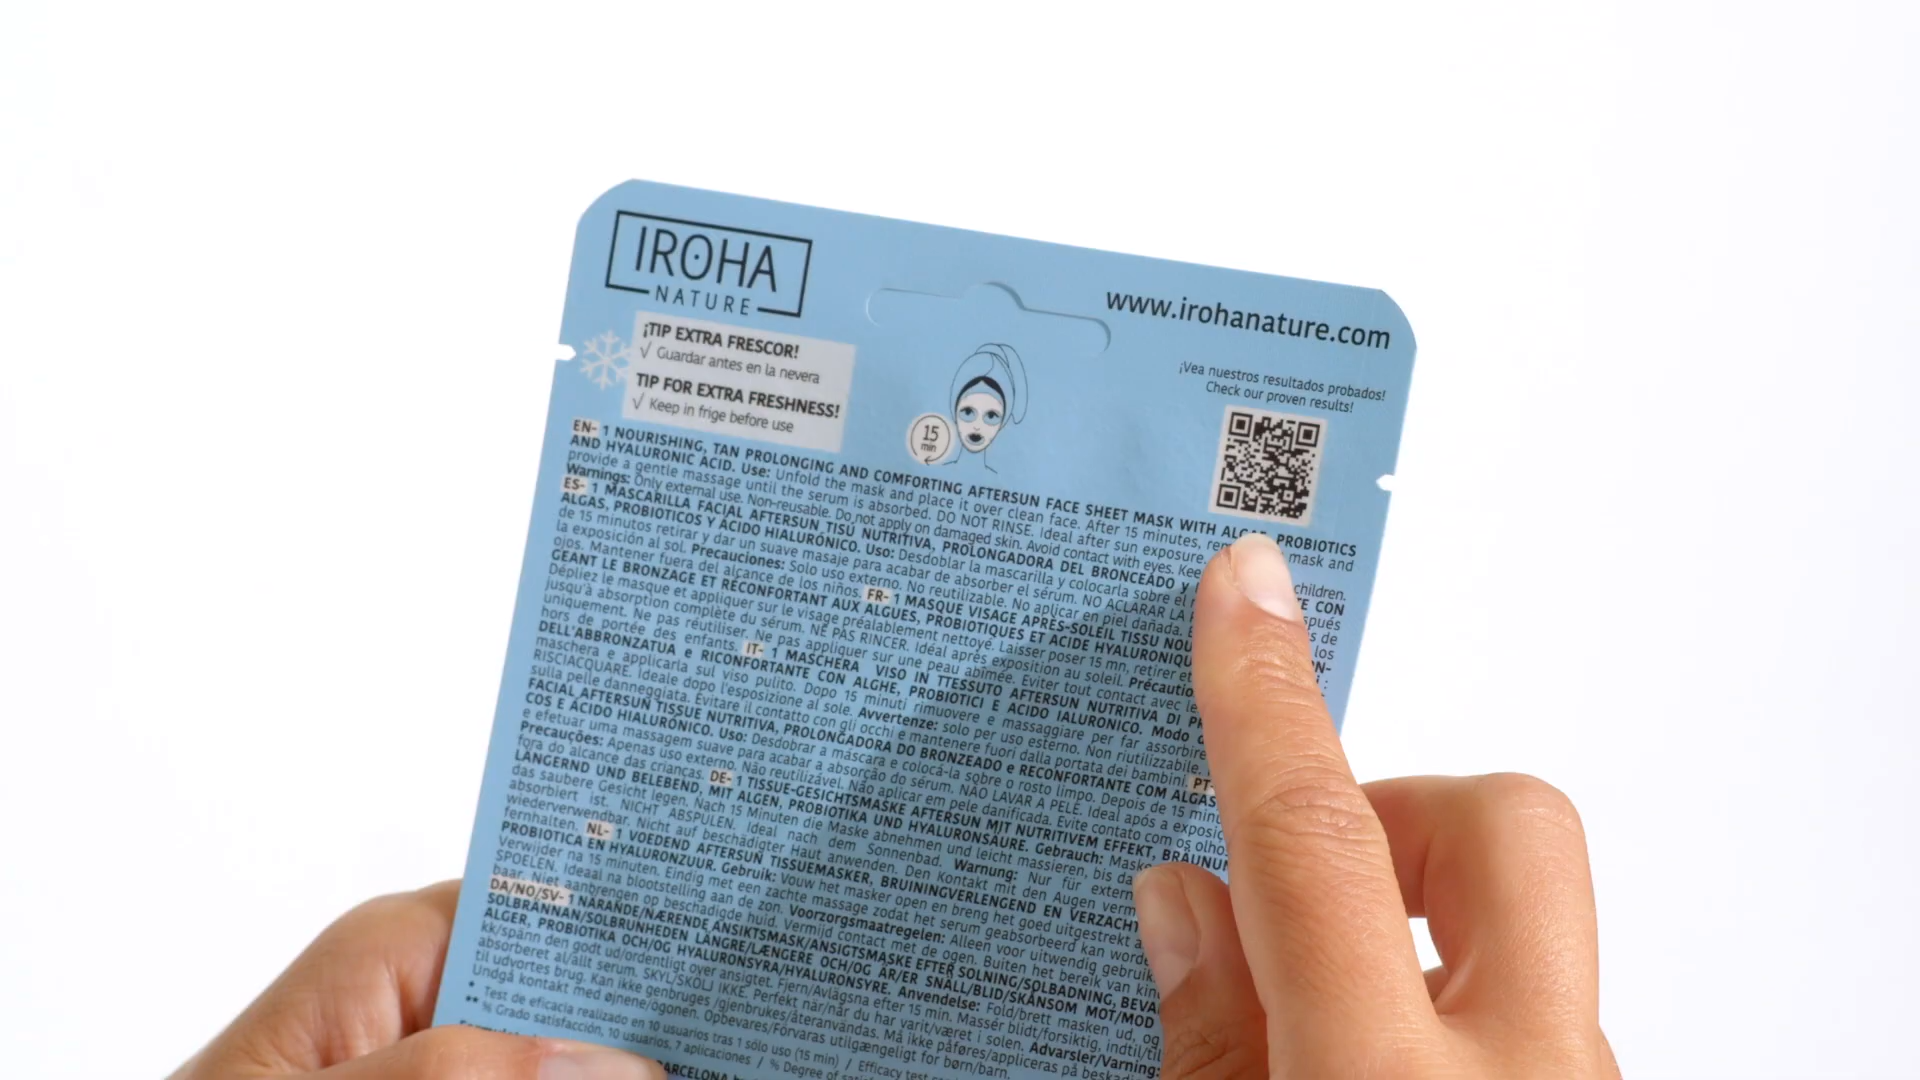 IROHA
NATURE
www.irohanature.com
¡TIP EXTRA FRESCOR!
√ Guardar antes en la nevera
TIP FOR EXTRA FRESHNESS!
√ Keep in frige before use
15
min
¡Vea nuestros resultados probados!
Check our proven results!
EN- 1 NOURISHING, TAN PROLONGING AND COMFORTING AFTERSUN FACE SHEET MASK WITH ALGAE, PROBIOTICS
AND HYALURONIC ACID. Use: Unfold the mask and place it over clean face. After 15 minutes, mask and
provide a gentle massage until the serum is absorbed. DO NOT RINSE. Ideal after sun exposure.
Warnings: Only external use. Non-reusable. Do not apply on damaged skin. Avoid contact with eyes. children.
ES- 1 MASCARILLA FACIAL AFTERSUN TISÚ NUTRITIVA, PROLONGADORA DEL BRONCEADO Y CON
ALGAS, PROBIOTICOS Y ÁCIDO HIALURÓNICO. Uso: Desdoblar la mascarilla y colocarla sobre el
de 15 minutos retirar y dar un suave masaje para acabar de absorber el sérum. NO ACLARAR LA de
la exposición al sol. Precauciones: Solo uso externo. No reutilizable. No aplicar en piel dañada. los
ojos. Mantener fuera del alcance de los niños. FR- 1 MASQUE VISAGE APRÈS-SOLEIL TISSU
GEANT LE BRONZAGE ET RÉCONFORTANT AUX ALGUES, PROBIOTIQUES ET ACIDE HYALURONIQUE
Dépliez le masque et appliquer sur le visage préalablement nettoyé. Laisser poser 15 mn, retirer et
jusqu'à absorption complète du sérum. NE PAS RINCER. Idéal après exposition au soleil.
uniquement. Ne pas réutiliser. Ne pas appliquer sur une peau abîmée. Eviter tout contact avec
hors de portée des enfants. IT- 1 MASCHERA VISO IN TTESSUTO AFTERSUN NUTRITIVA DI
DELL'ABBRONZATUA e RICONFORTANTE CON ALGHE, PROBIOTICI E ACIDO IALURONICO. Modo
maschera e applicarla sul viso pulito. Dopo 15 minuti rimuovere e massaggiare per far assorbire
RISCIACQUARE. Ideale dopo l'esposizione al sole. Avvertenze: solo per uso esterno. Non riutilizzabile.
sulla pelle danneggiata. Évitare il contatto con gli occhi e mantenere fuori dalla portata dei bambini. PT-
FACIAL AFTERSUN TISSUE NUTRITIVA, PROLONGADORA DO BRONZEADO e RECONFORTANTE COM ALGAS
COS E ÁCIDO HIALURÓNICO. Uso: Desdobrar a máscara e colocá-la sobre o rosto limpo. Depois de 15
e efetuar uma massagem suave para acabar a absorção do sérum. NÃO LAVAR A PELE. Ideal após a
Precauções: Apenas uso externo. Não reutilizável. Não aplicar em pele danificada. Evite contato com os olhos.
fora do alcance das crianças. DE- 1 TISSUE-GESICHTSMASKE AFTERSUN MIT NUTRITIVEM EFFEKT,
LÄNGERND UND BELEBEND, MIT ALGEN, PROBIOTIKA UND HYALURONSÄURE. Gebrauch:
das saubere Gesicht legen. Nach 15 Minuten die Maske abnehmen und leicht massieren, bis
absorbiert ist. NICHT ABSPÜLEN. Ideal nach dem Sonnenbad. Warnung: Nur für
wiederverwendbar. Nicht auf beschädigter Haut anwenden. Den Kontakt mit den Augen
fernhalten. NL- 1 VOEDEND AFTERSUN TISSUEMASKER, BRUININGVERLENGEND EN
PROBIOTICA EN HYALURONZUUR. Gebruik: Vouw het masker open en breng het goed uitgestrekt
Verwijder na 15 minuten. Eindig met een zachte massage zodat het serum geabsorbeerd kan
SPOELEN. Ideaal na blootstelling aan de zon. Voorzorgsmaatregelen: Alleen voor uitwendig
baar. Niet aanbrengen op beschadigde huid. Vermijd contact met de ogen. Buiten het bereik van
DA/NO/SV- 1 NÄRANDE/NÆRENDE ANSIKTSMASK/ANSIGTSMASKE EFTER SOLNING/SOLBADNING,
SOLBRÄNNAN/SOLBRUNHEDEN LÄNGRE/LÆNGERE OCH/OG ÄR/ER SNÄLL/BLID/SKÅNSOM MOT/MOD
ALGER, PROBIOTIKA OCH/OG HYALURONSYRA/HYALURONSYRE. Anvendelse: Fold/brett masken ud, og
kk/spänn den godt ud/ordentligt over ansigtet. Fjern/Avlägsna efter 15 min. Massér blidt/forsiktig, indtil/til
absorberet al/allt serum. SKYL/SKÖLJ IKKE. Perfekt når/når du har varit/været i solen. Advarsler/Varning:
til udvortes brug. Kan ikke genbruges/gjenbrukes/återanvändas. Må ikke påføres/appliceras på
Undgå kontakt med øjnene/ögonen. Opbevares/Förvaras utilgængeligt for børn/barn.
* Test de eficacia realizado en 10 usuarios tras 1 sólo uso (15 min) / Efficacy test
** % Grado satisfacción, 10 usuarios, 7 aplicaciones / % Degree of